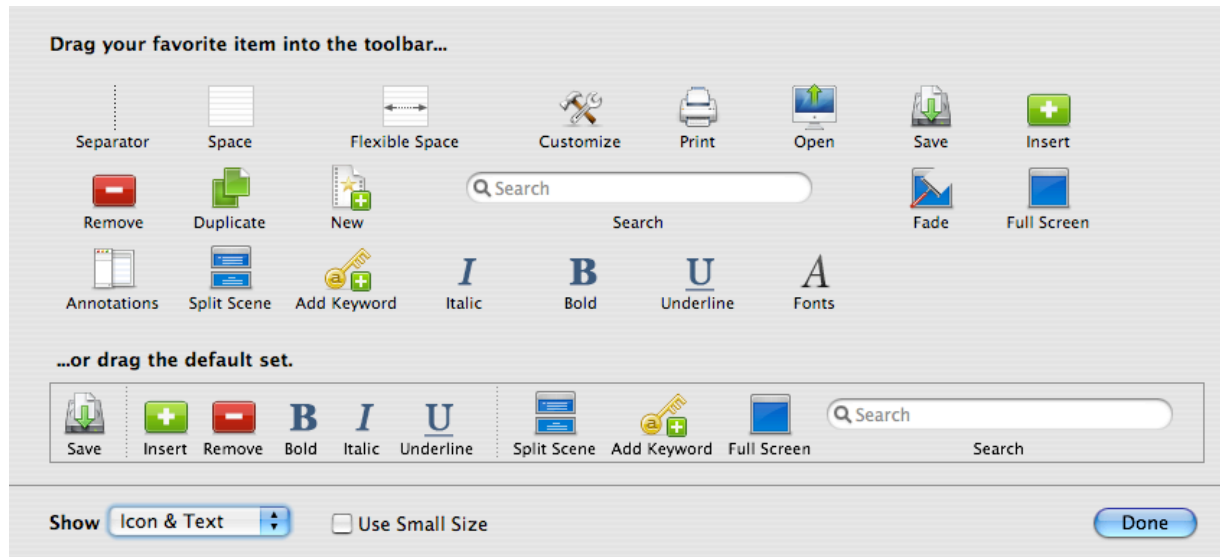 Drag your favorite item into the toolbar...
Separator Space Flexible Space Customize Print Open Save Insert
Search
Remove Duplicate New Search Fade Full Screen
I B U A
Annotations Split Scene Add Keyword Italic Bold Underline Fonts
...or drag the default set.
B I U Search
Save Insert Remove Bold Italic Underline Split Scene Add Keyword Full Screen Search
Show Icon & Text Use Small Size Done